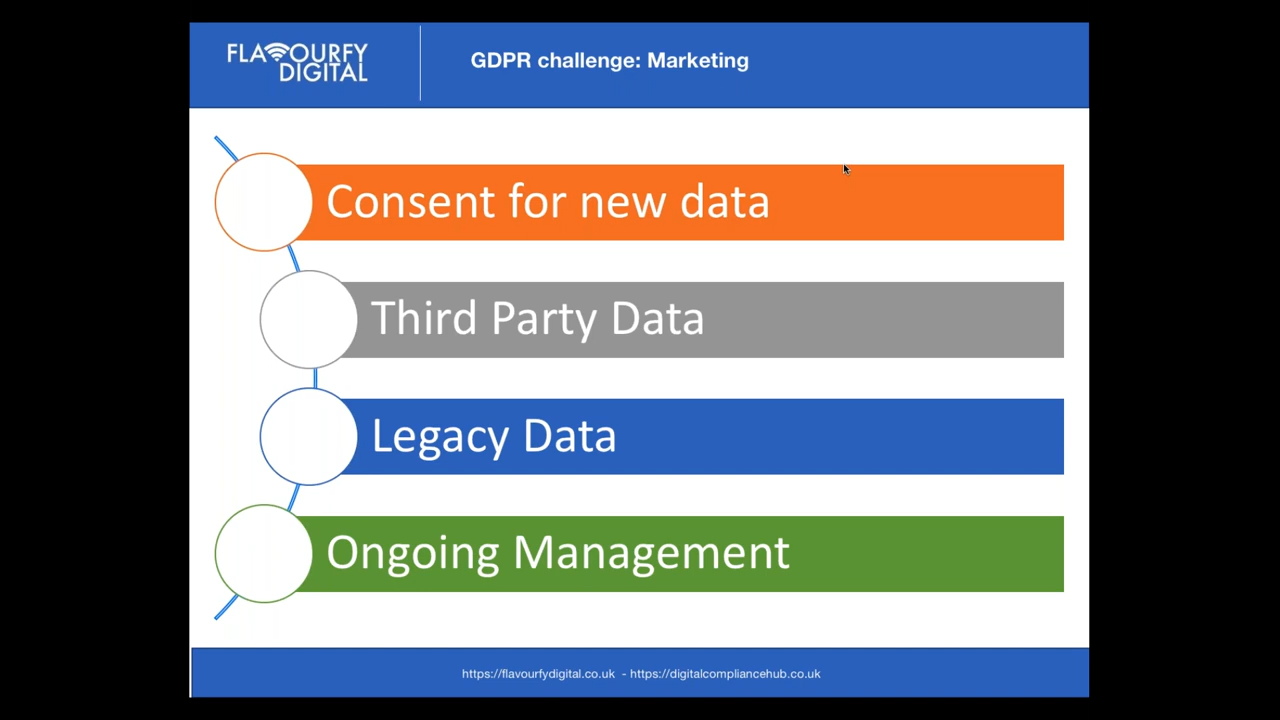 FLAVOURFY
DIGITAL
GDPR challenge: Marketing
Consent for new data
Third Party Data
Legacy Data
Ongoing Management
https://flavourfydigital.co.uk - https://digitalcompliancehub.co.uk